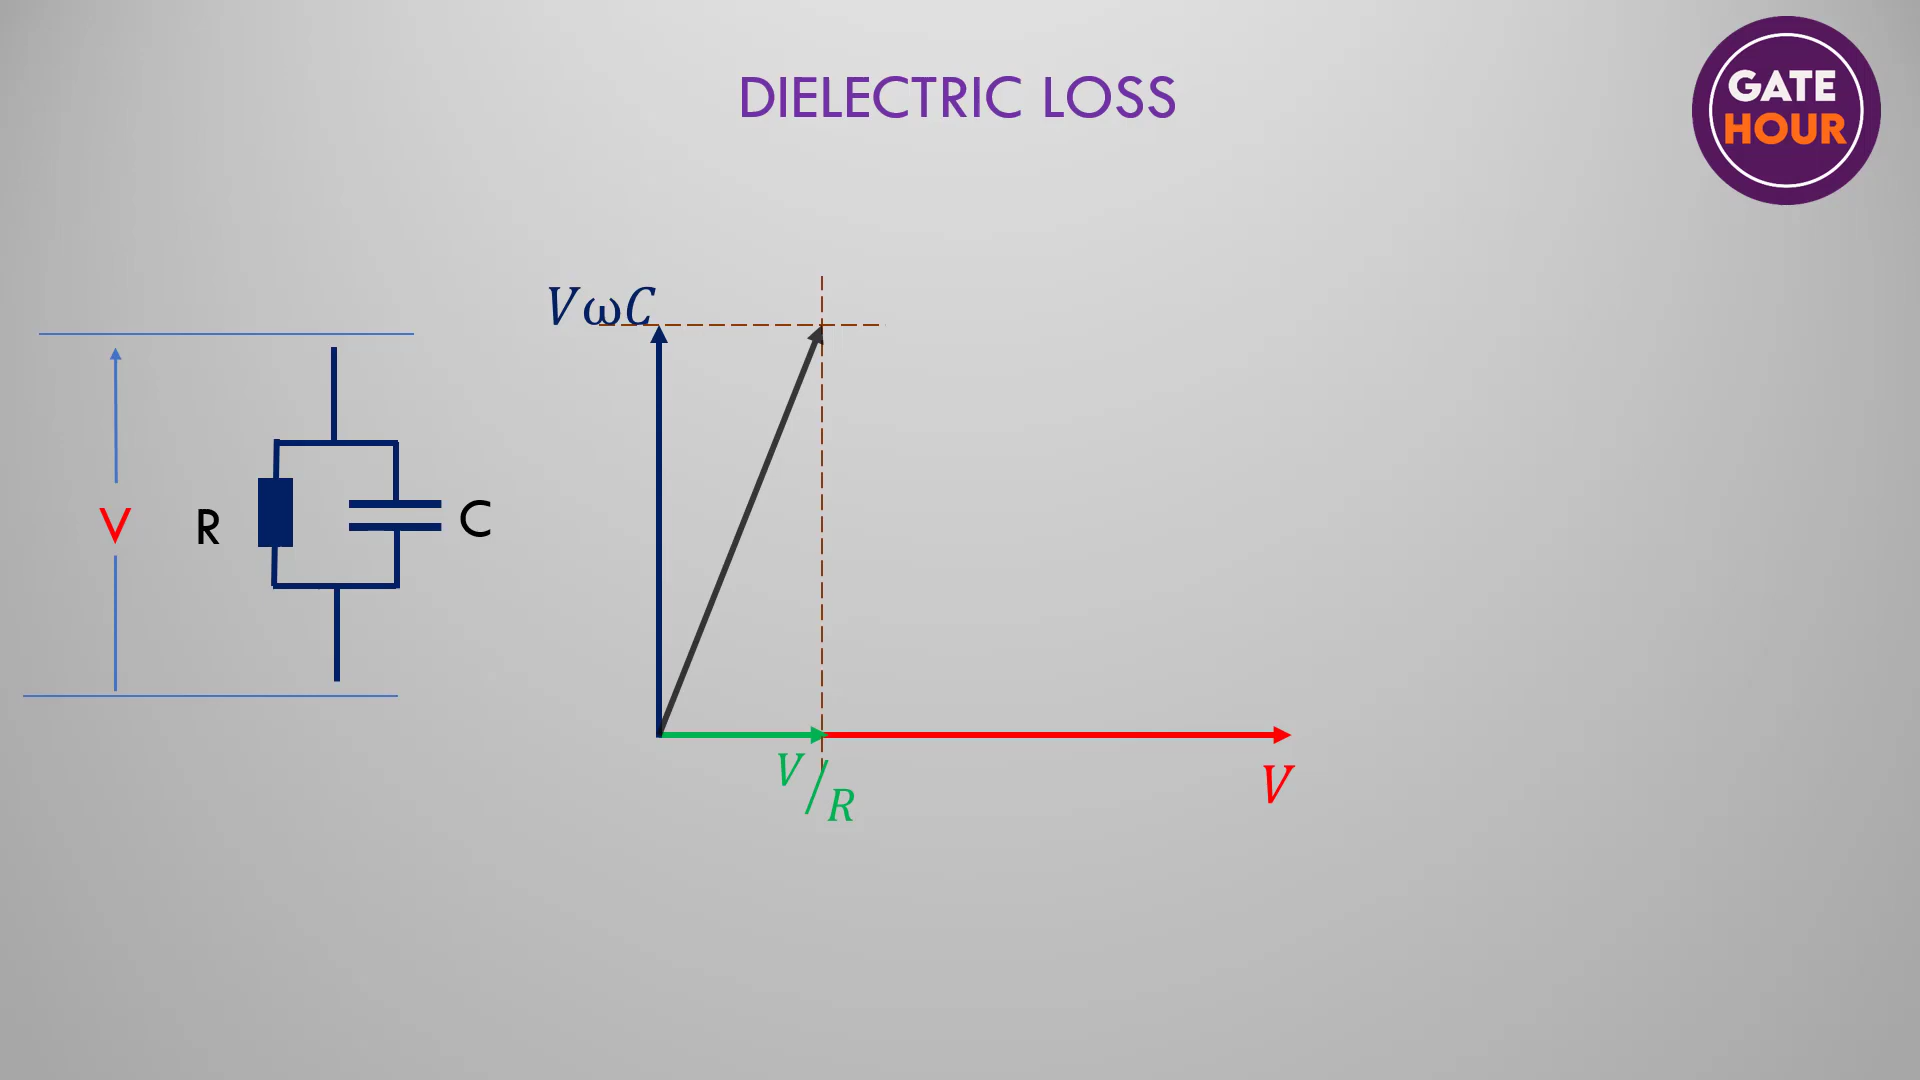 DIELECTRIC LOSS
GATE
HOUR
VωC
V
R
C
V/R
V